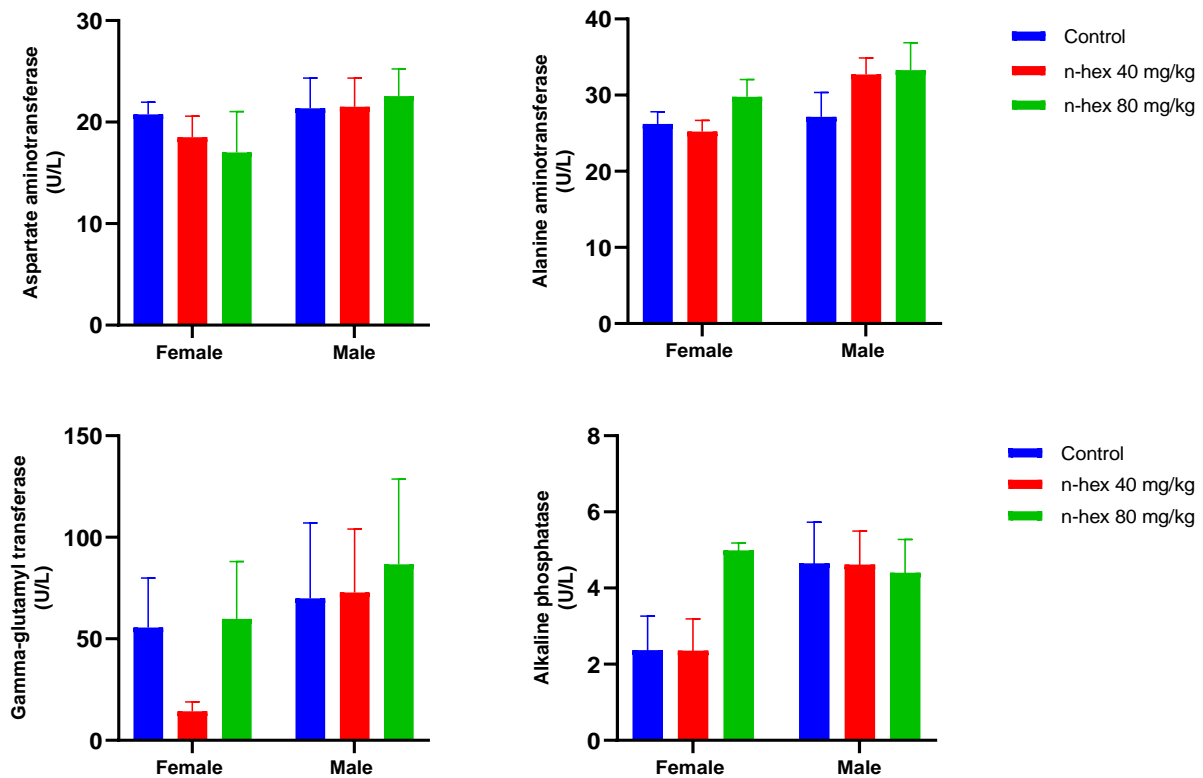 Aspartate aminotransferase
(U/L)
30
20
10
0
Female
Male
Alanine aminotransferase
(U/L)
40
30
20
10
0
Female
Male
Control
n-hex 40 mg/kg
n-hex 80 mg/kg
Gamma-glutamyl transferase
(U/L)
150
100
50
0
Female
Male
Alkaline phosphatase
(U/L)
8
6
4
2
0
Female
Male
Control
n-hex 40 mg/kg
n-hex 80 mg/kg